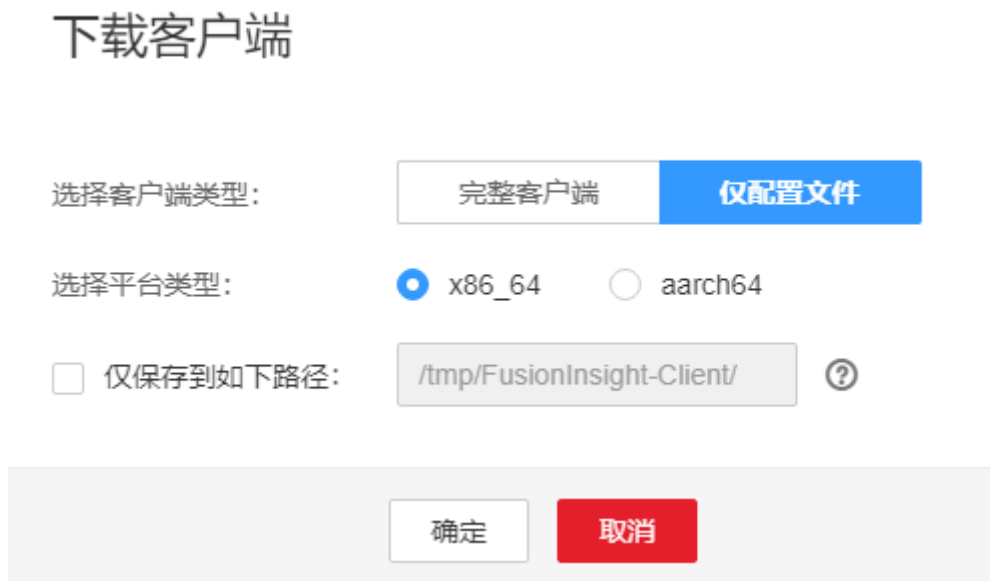 下载客户端
选择客户端类型: 完整客户端 仅配置文件
选择平台类型: x86_64 aarch64
仅保存到如下路径: /tmp/FusionInsight-Client/ ?
确定 取消